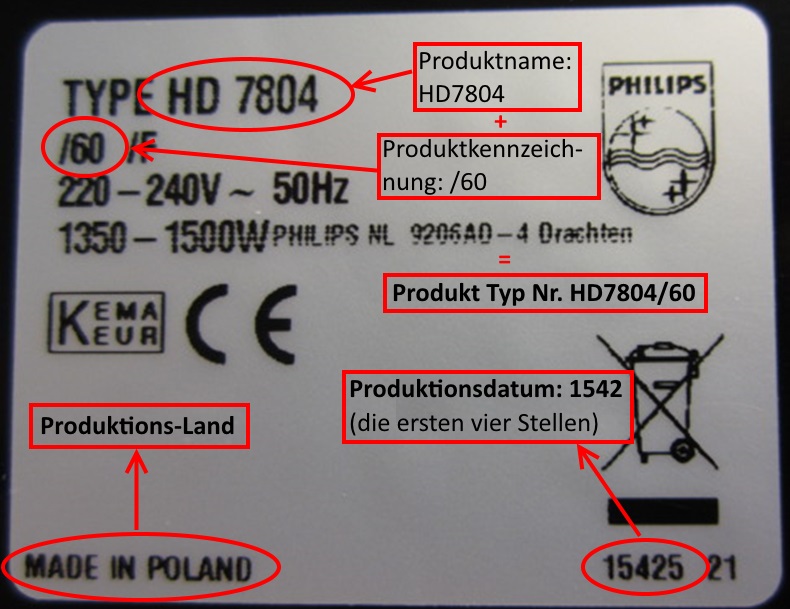 TYPE HD 7804
/60 /F
220 – 240V ~ 50Hz
1350 – 1500W PHILIPS NL 9206AD-4 Drachten
Produktname:
HD7804
+
Produktkennzeich-
nung: /60
=
Produkt Typ Nr. HD7804/60
PHILIPS
KEMA
EUR
CE
Produktionsdatum: 1542
(die ersten vier Stellen)
Produktions-Land
MADE IN POLAND
15425 21